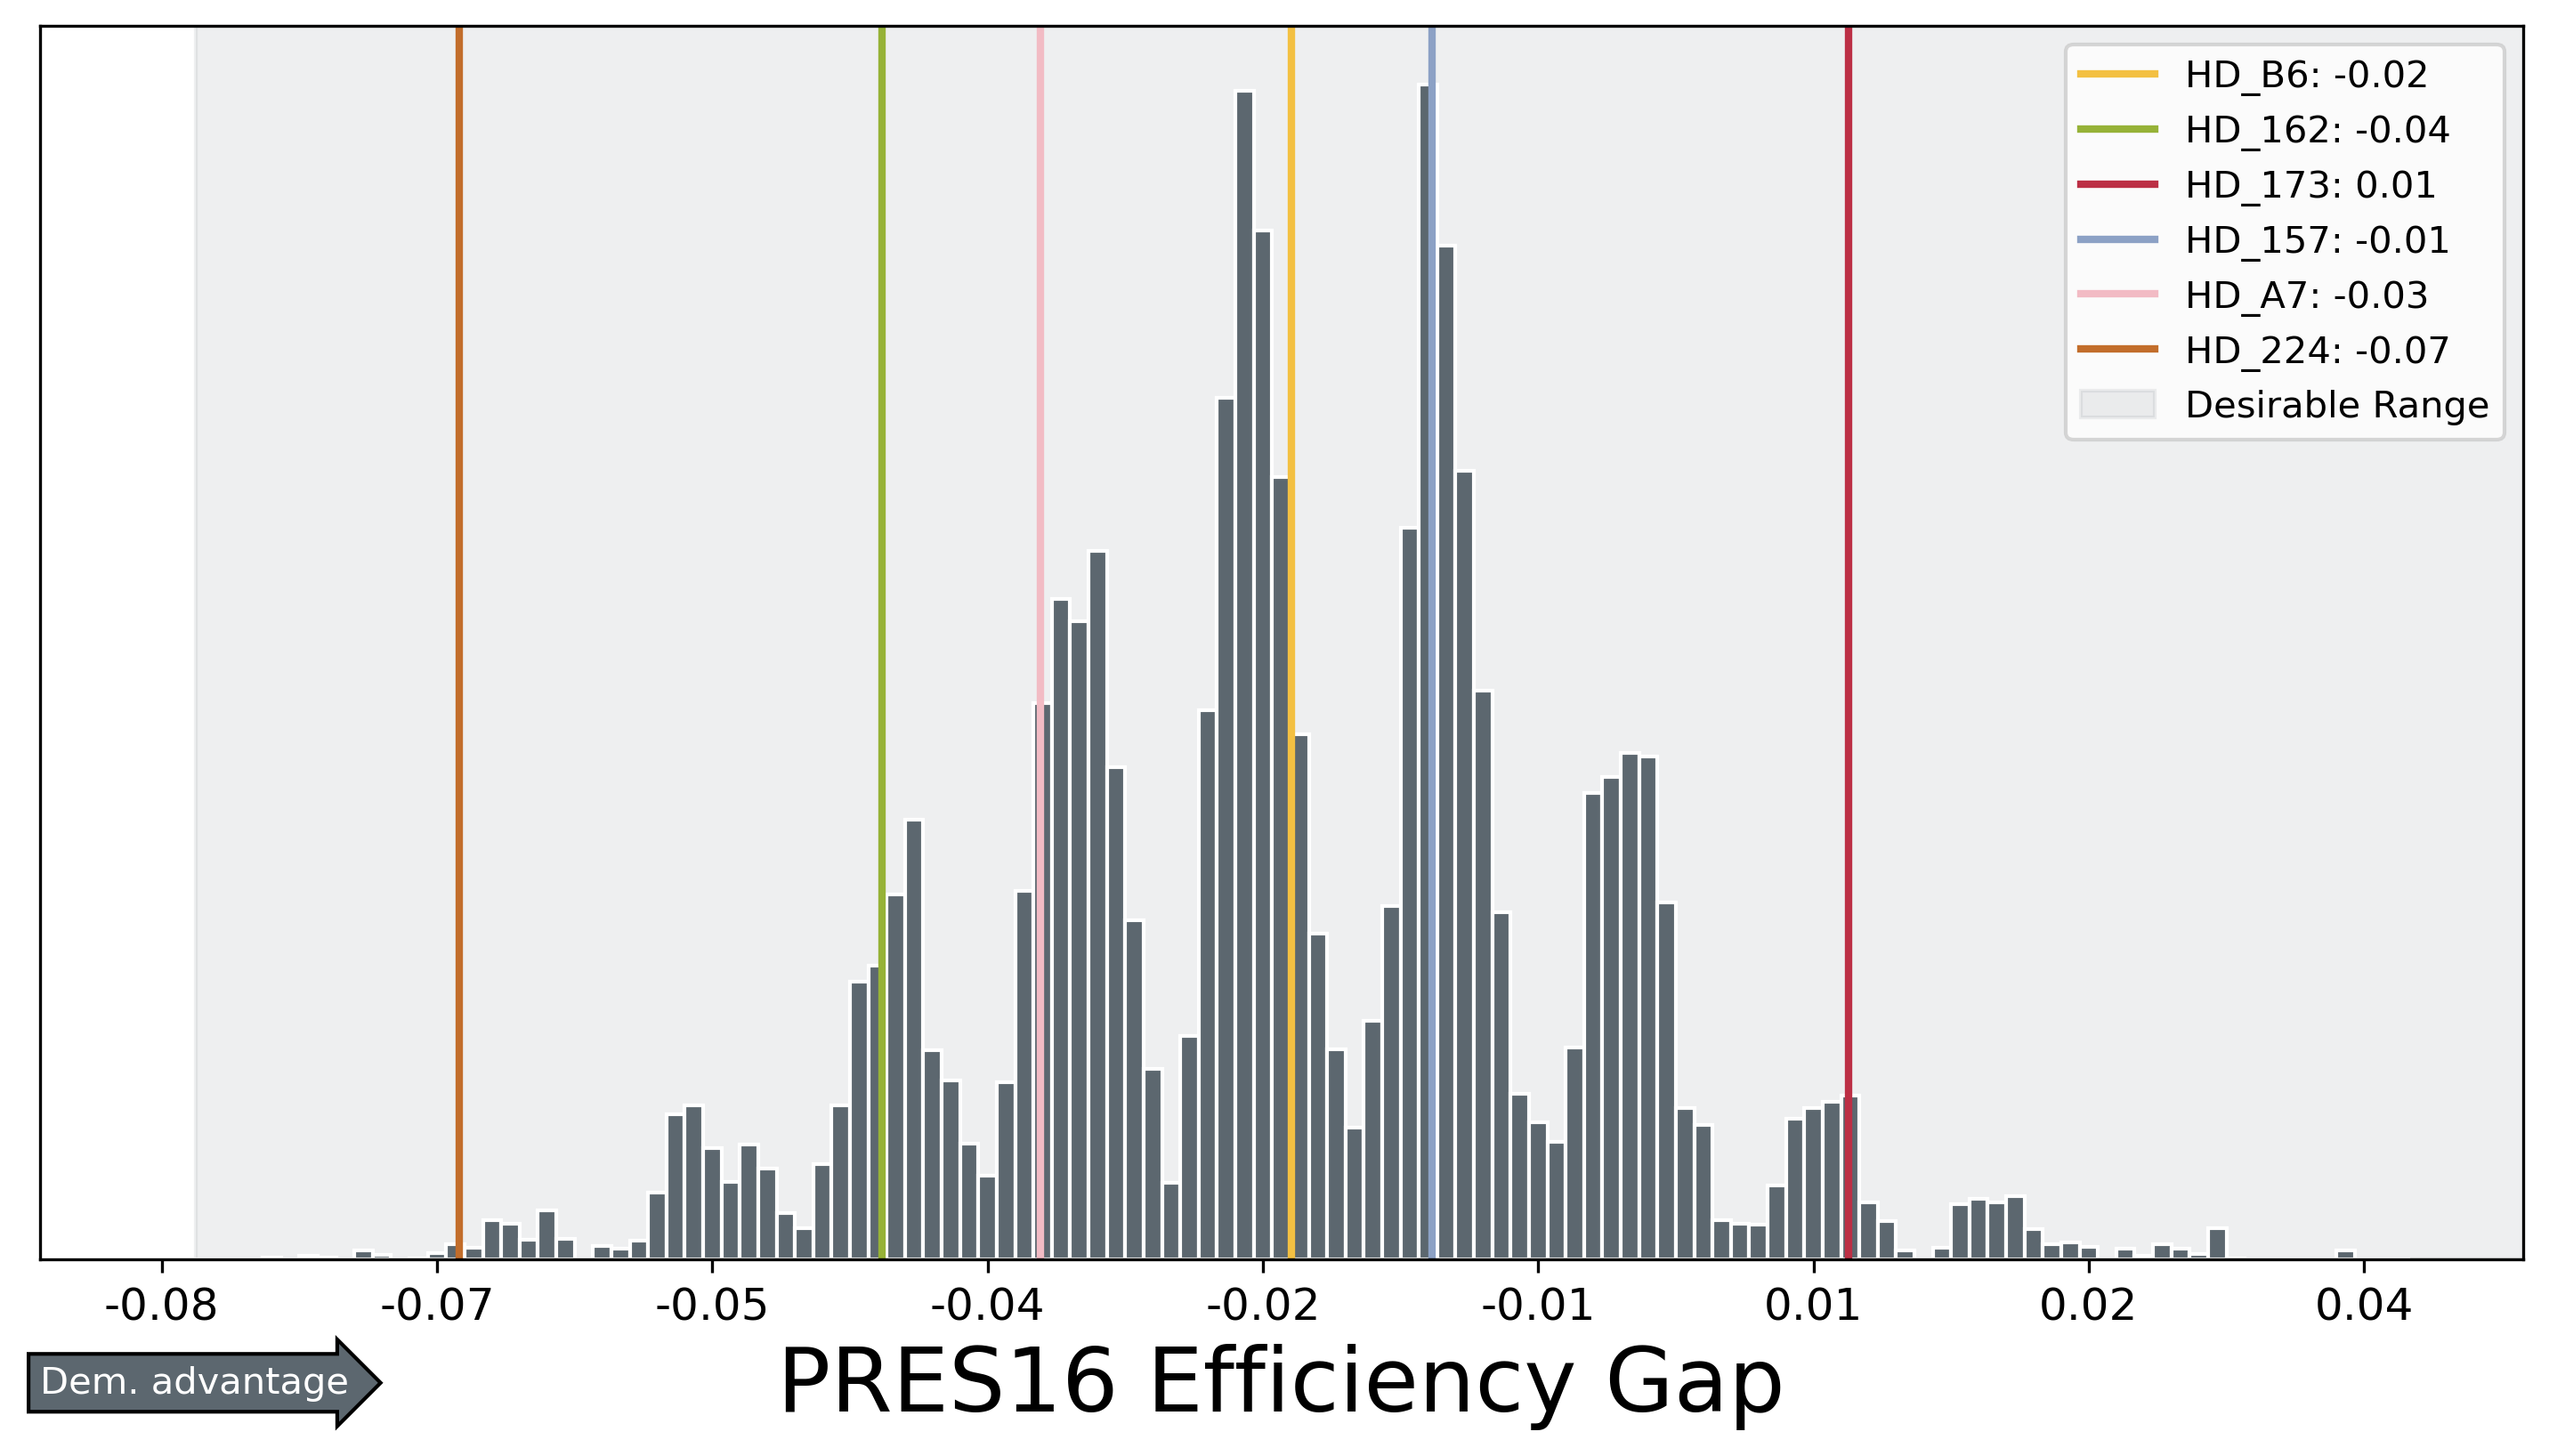 HD_B6: -0.02
HD_162: -0.04
HD_173: 0.01
HD_157: -0.01
HD_A7: -0.03
HD_224: -0.07
Desirable Range
-0.08 -0.07 -0.05 -0.04 -0.02 -0.01 0.01 0.02 0.04
Dem. advantage
PRES16 Efficiency Gap